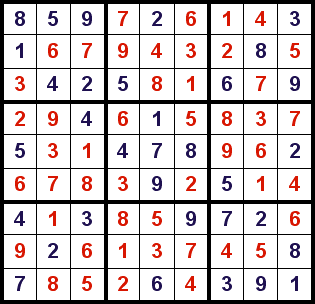 8 5 9 7 2 6 1 4 3
1 6 7 9 4 3 2 8 5
3 4 2 5 8 1 6 7 9
2 9 4 6 1 5 8 3 7
5 3 1 4 7 8 9 6 2
6 7 8 3 9 2 5 1 4
4 1 3 8 5 9 7 2 6
9 2 6 1 3 7 4 5 8
7 8 5 2 6 4 3 9 1